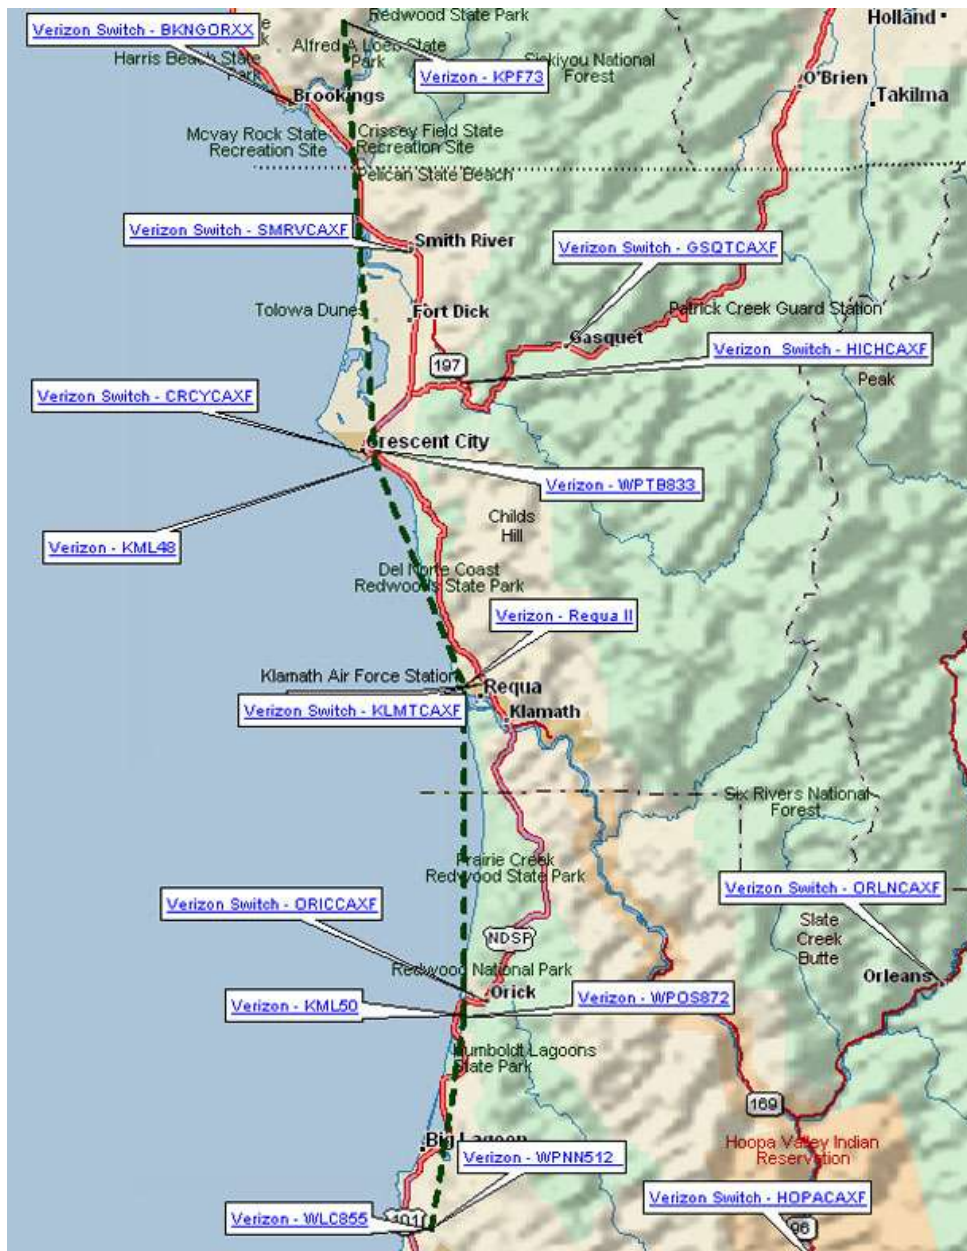 Redwood State Park
Holland
Verizon Switch - BKNGORXX
Alfred A Loeb State
Park
Harris Beach State
Park
Siskiyou National
Forest
Verizon - KPF73
O'Brien
Takilma
Brookings
Mcvay Rock State
Recreation Site
Crissey Field State
Recreation Site
Pelican State Beach
Verizon Switch - SMRVCAXF
Smith River
Verizon Switch - GSQTCAXF
Tolowa Dunes
Fort Dick
Patrick Creek Guard Station
Gasquet
Verizon Switch - HICHCAXF
197
Peak
Verizon Switch - CRCYCAXF
Crescent City
Verizon - WPTB833
Childs
Hill
Verizon - KML48
Del Norte Coast
Redwoods State Park
Verizon - Requa II
Klamath Air Force Station
Requa
Verizon Switch - KLMTCAXF
Klamath
Six Rivers National
Forest
Prairie Creek
Redwood State Park
Verizon Switch - ORLNCAXF
Verizon Switch - ORICCAXF
Slate
Creek
Butte
NDSP
Redwood National Park
Orleans
Orick
Verizon - KML50
Verizon - WPOS872
Humboldt Lagoons
State Park
169
Big Lagoon
Hoopa Valley Indian
Reservation
Verizon - WPNN512
Verizon Switch - HOPACAXF
Verizon - WLC855
101
96